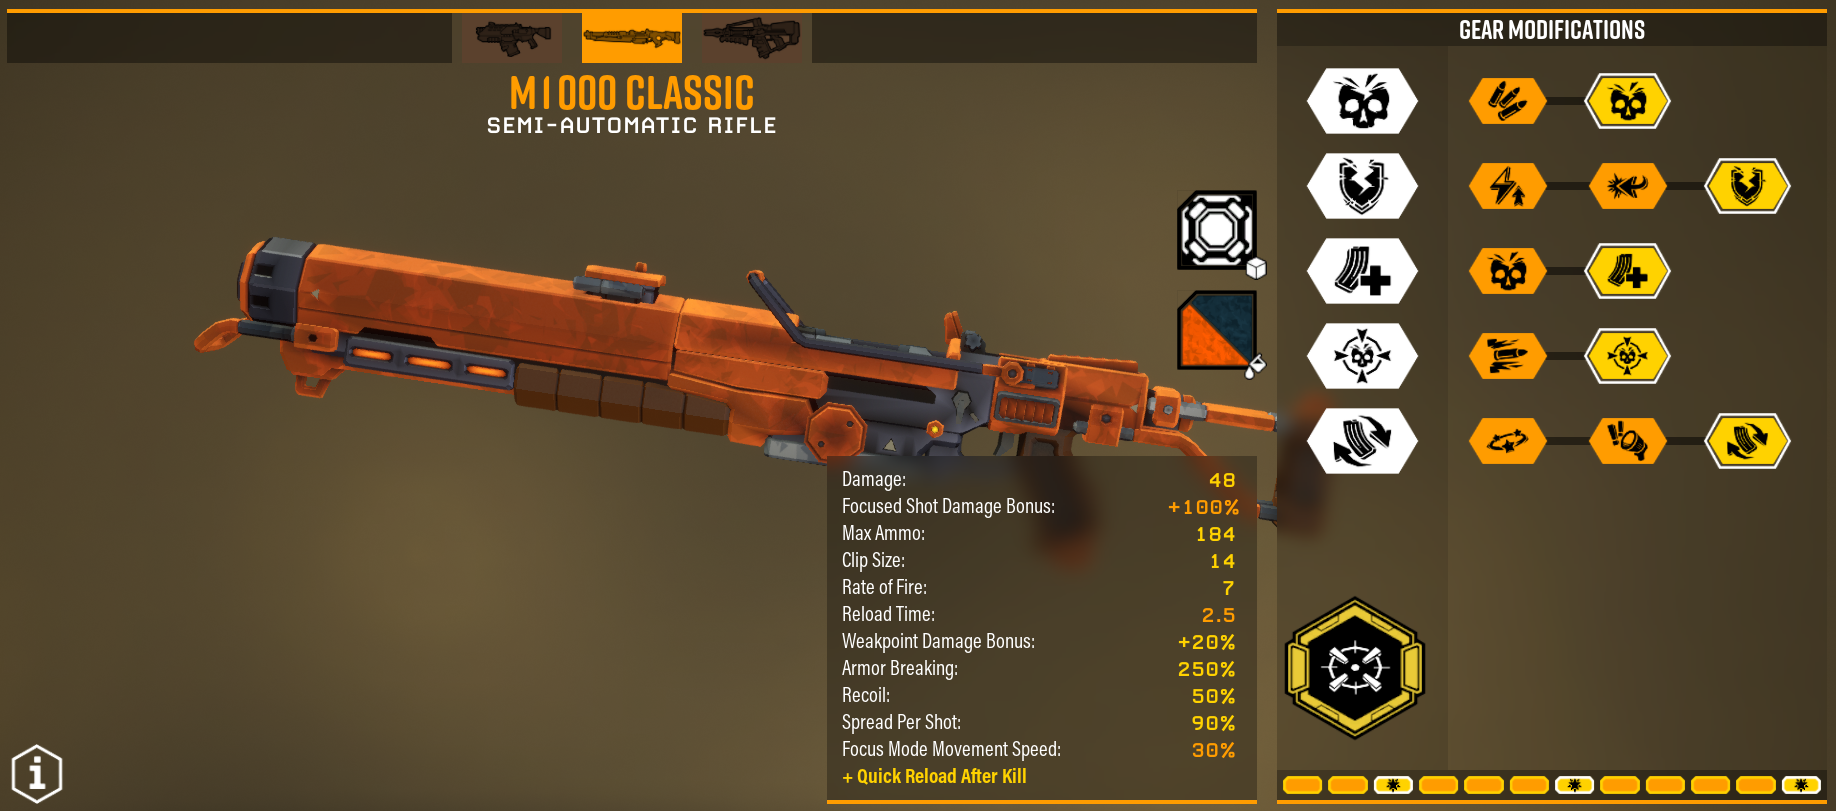 M1000 CLASSIC
SEMI-AUTOMATIC RIFLE
Damage: 48
Focused Shot Damage Bonus: +100%
Max Ammo: 184
Clip Size: 14
Rate of Fire: 7
Reload Time: 2.5
Weakpoint Damage Bonus: +20%
Armor Breaking: 250%
Recoil: 50%
Spread Per Shot: 90%
Focus Mode Movement Speed: 30%
+ Quick Reload After Kill
GEAR MODIFICATIONS